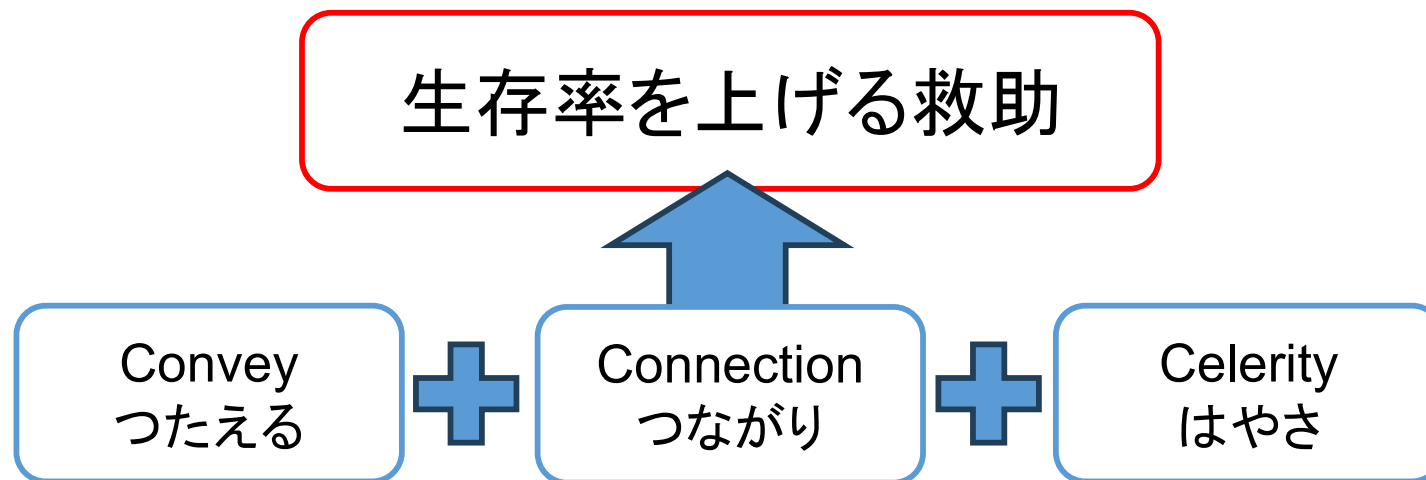 生存率を上げる救助
Convey
つたえる
Connection
つながり
Celerity
はやさ